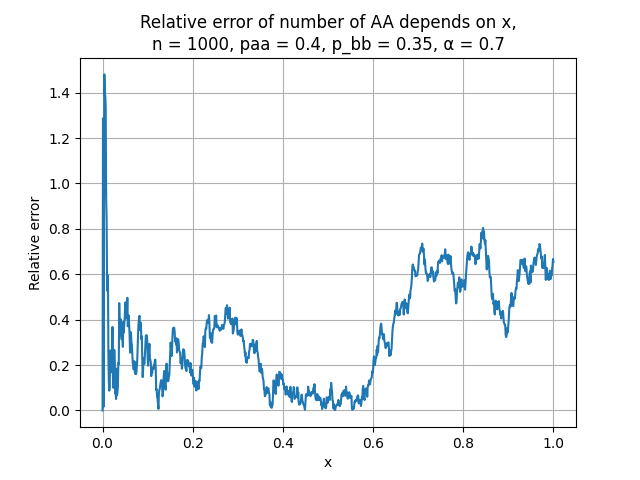 Relative error of number of AA depends on x,
n = 1000, paa = 0.4, p_bb = 0.35, α = 0.7
1.4
1.2
1.0
0.8
0.6
0.4
0.2
0.0
Relative error
0.0 0.2 0.4 0.6 0.8 1.0
x